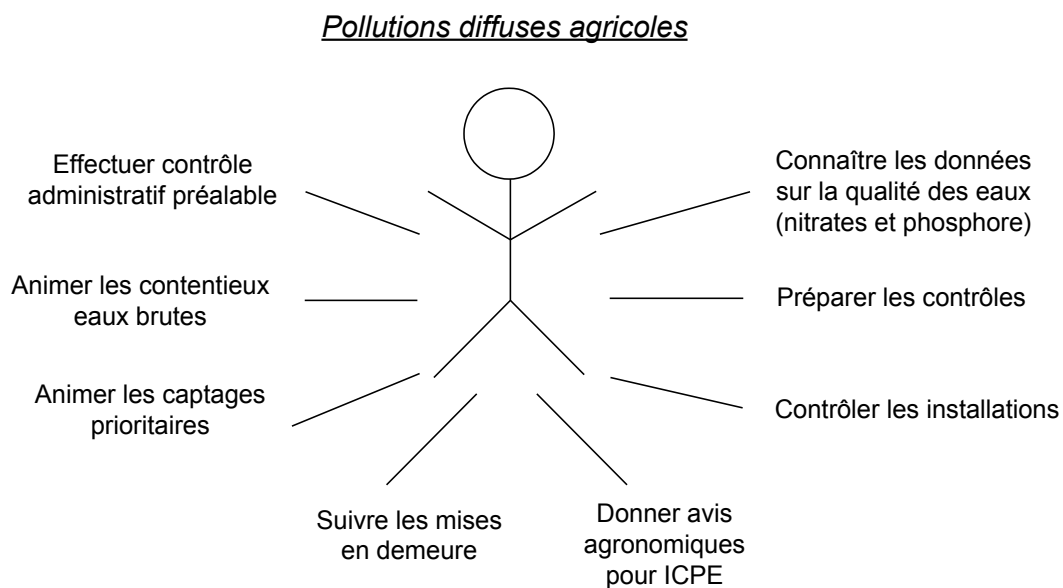 Pollutions diffuses agricoles
Effectuer contrôle
administratif préalable
Connaître les données
sur la qualité des eaux
(nitrates et phosphore)
Animer les contentieux
eaux brutes
Préparer les contrôles
Animer les captages
prioritaires
Contrôler les installations
Suivre les mises
en demeure
Donner avis
agronomiques
pour ICPE